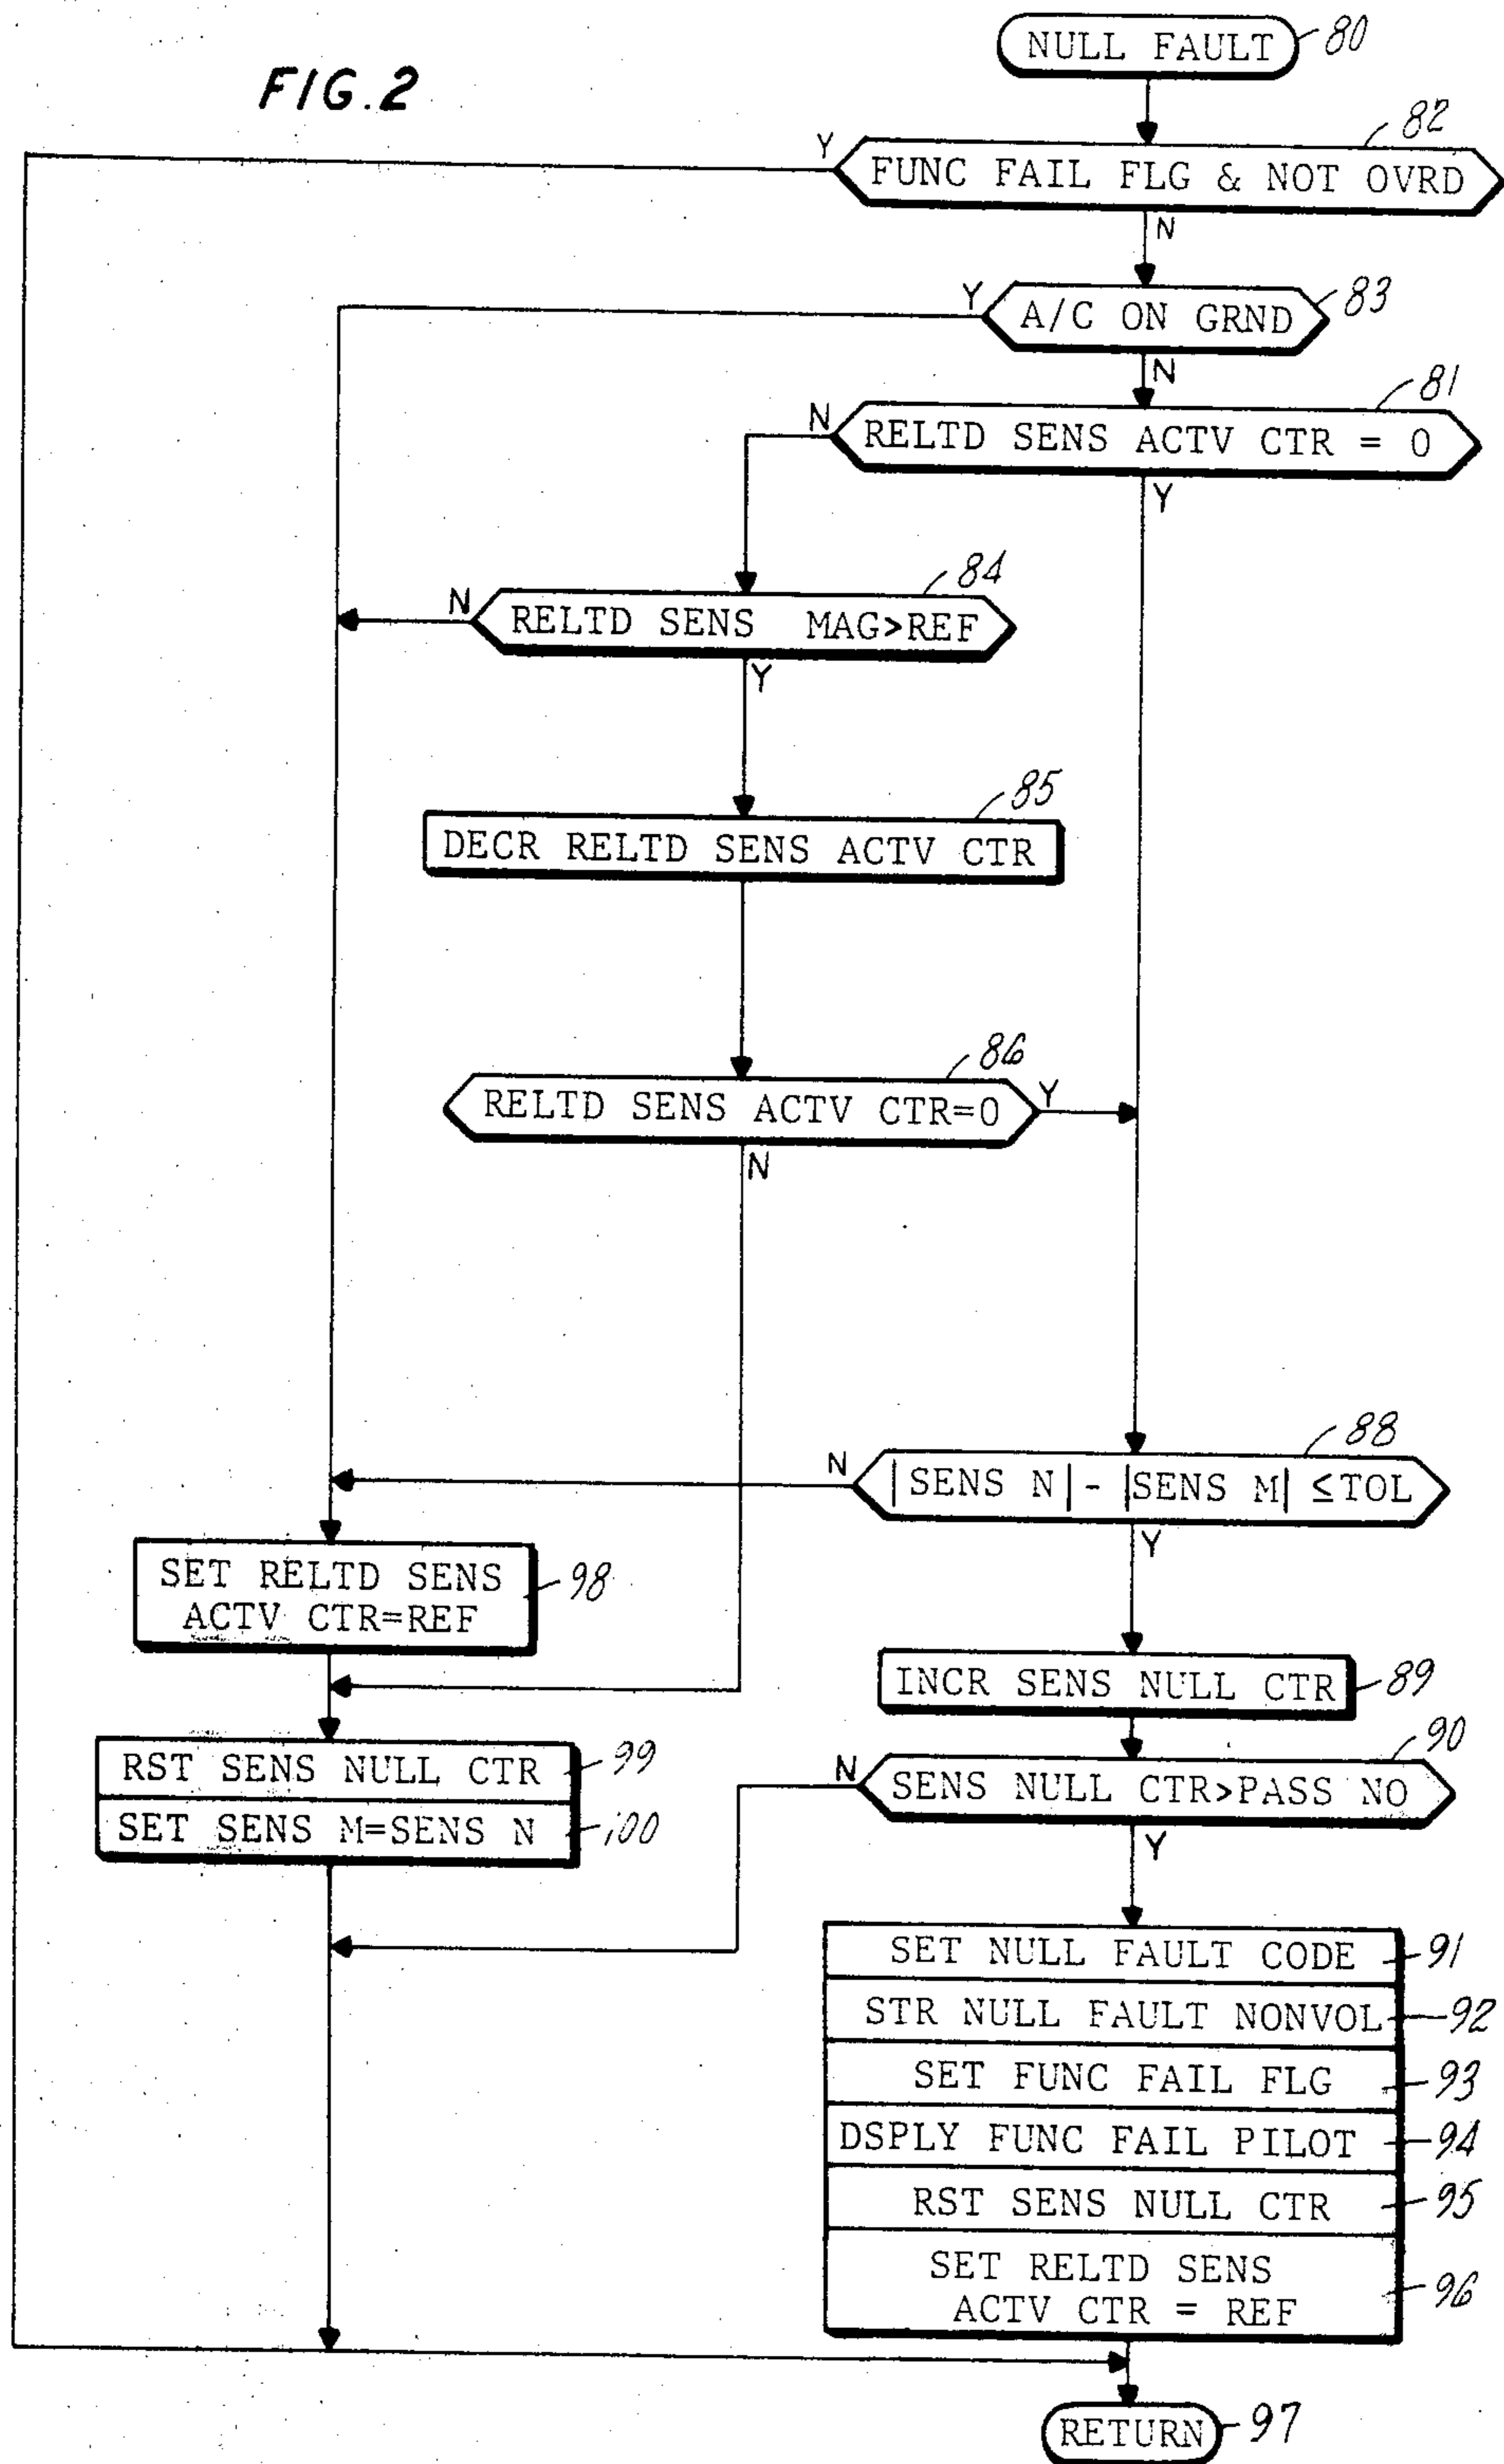 FIG.2
NULL FAULT 80
82
Y
FUNC FAIL FLG & NOT OVRD
N
Y
A/C ON GRND 83
N
81
N
RELTD SENS ACTV CTR = 0
Y
84
N
RELTD SENS MAG>REF
Y
85
DECR RELTD SENS ACTV CTR
86
RELTD SENS ACTV CTR=0
Y
N
88
N
|SENS N| - |SENS M| ≤TOL
Y
SET RELTD SENS
ACTV CTR=REF
98
INCR SENS NULL CTR 89
90
RST SENS NULL CTR 99
N
SENS NULL CTR>PASS NO
SET SENS M=SENS N 100
Y
SET NULL FAULT CODE 91
STR NULL FAULT NONVOL 92
SET FUNC FAIL FLG 93
DSPLY FUNC FAIL PILOT 94
RST SENS NULL CTR 95
SET RELTD SENS
ACTV CTR = REF
96
RETURN 97